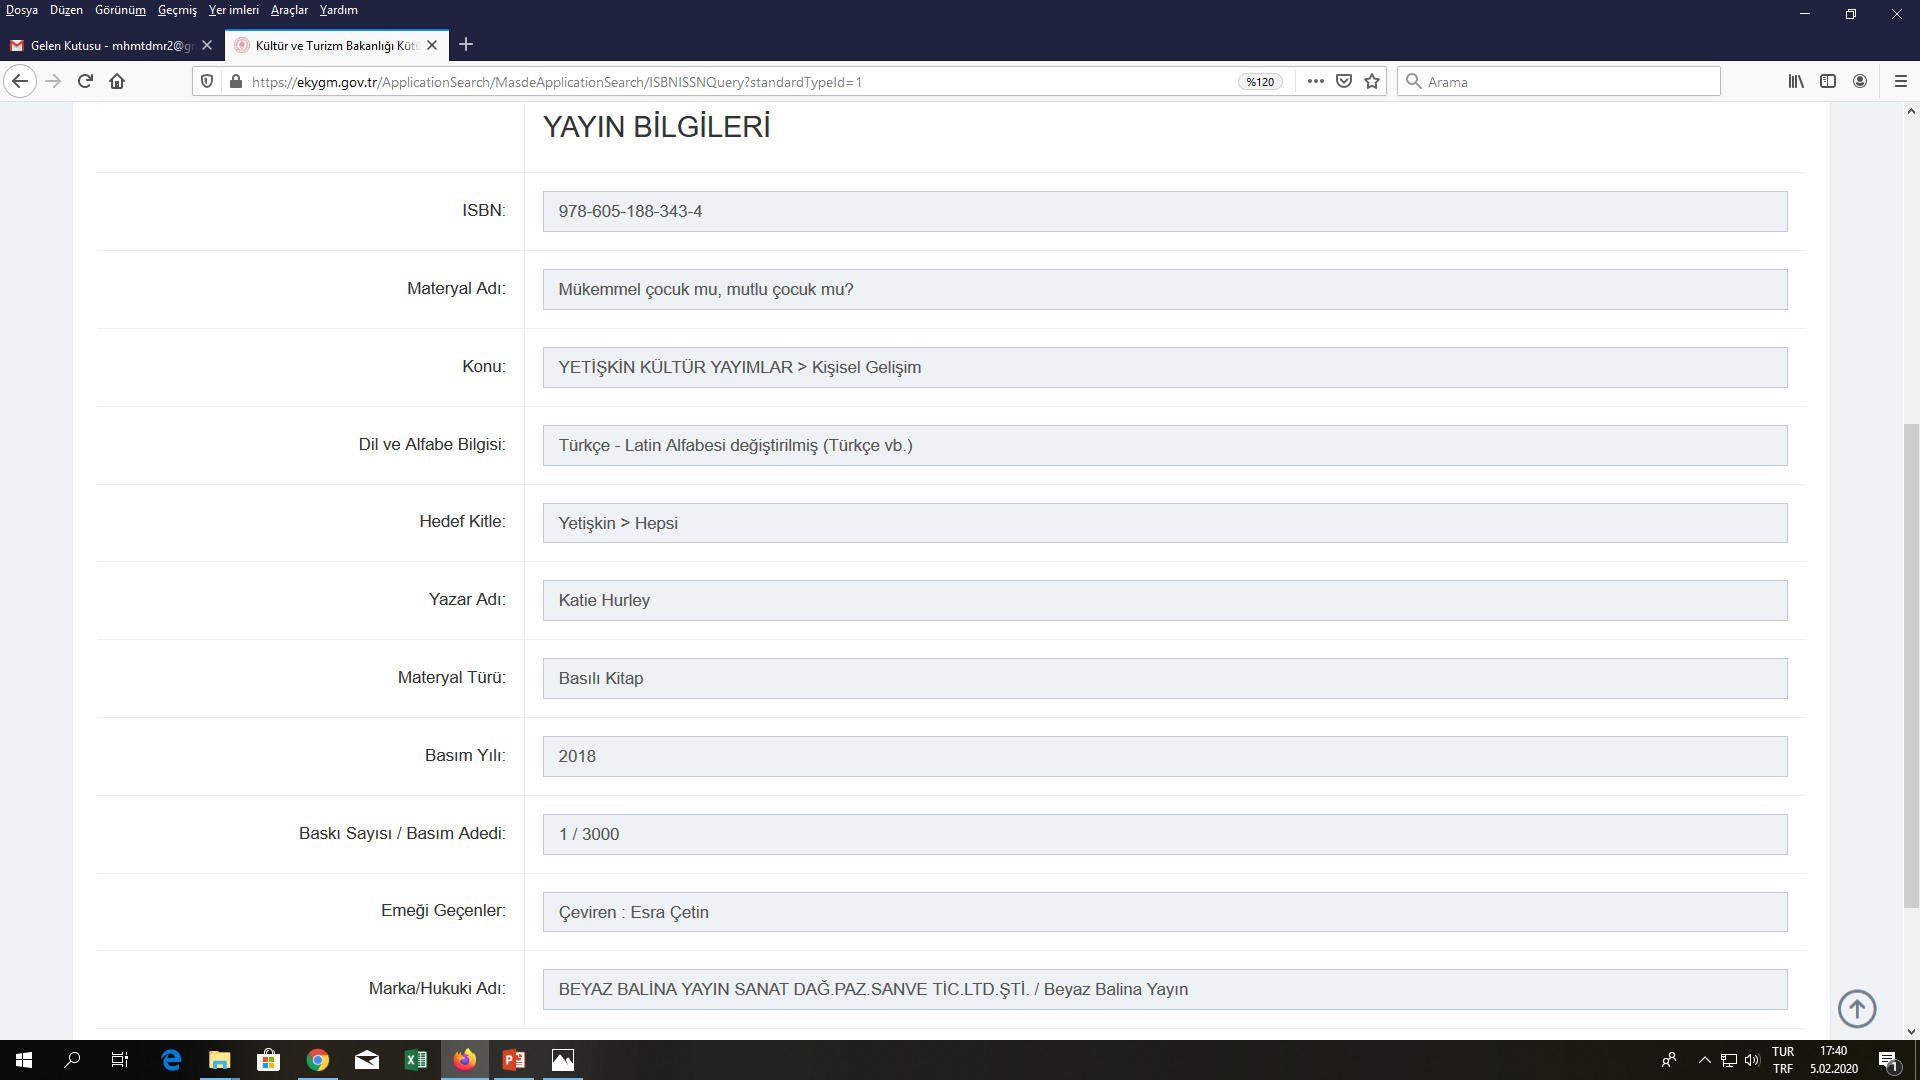 Dosya Düzen Görünüm Geçmiş Yer imleri Araçlar Yardım
Gelen Kutusu - mhmtdmr2@gr
Kültür ve Turizm Bakanlığı Kütü
https://ekygm.gov.tr/ApplicationSearch/MasdeApplicationSearch/ISBNISSNQuery?standardTypeId=1
%120
Arama
YAYIN BİLGİLERİ
ISBN: 978-605-188-343-4
Materyal Adı: Mükemmel çocuk mu, mutlu çocuk mu?
Konu: YETİŞKİN KÜLTÜR YAYIMLAR > Kişisel Gelişim
Dil ve Alfabe Bilgisi: Türkçe - Latin Alfabesi değiştirilmiş (Türkçe vb.)
Hedef Kitle: Yetişkin > Hepsi
Yazar Adı: Katie Hurley
Materyal Türü: Basılı Kitap
Basım Yılı: 2018
Baskı Sayısı / Basım Adedi: 1 / 3000
Emeği Geçenler: Çeviren : Esra Çetin
Marka/Hukuki Adı: BEYAZ BALİNA YAYIN SANAT DAĞ.PAZ.SANVE TİC.LTD.ŞTİ. / Beyaz Balina Yayın
TUR 17:40
TRF 5.02.2020
1